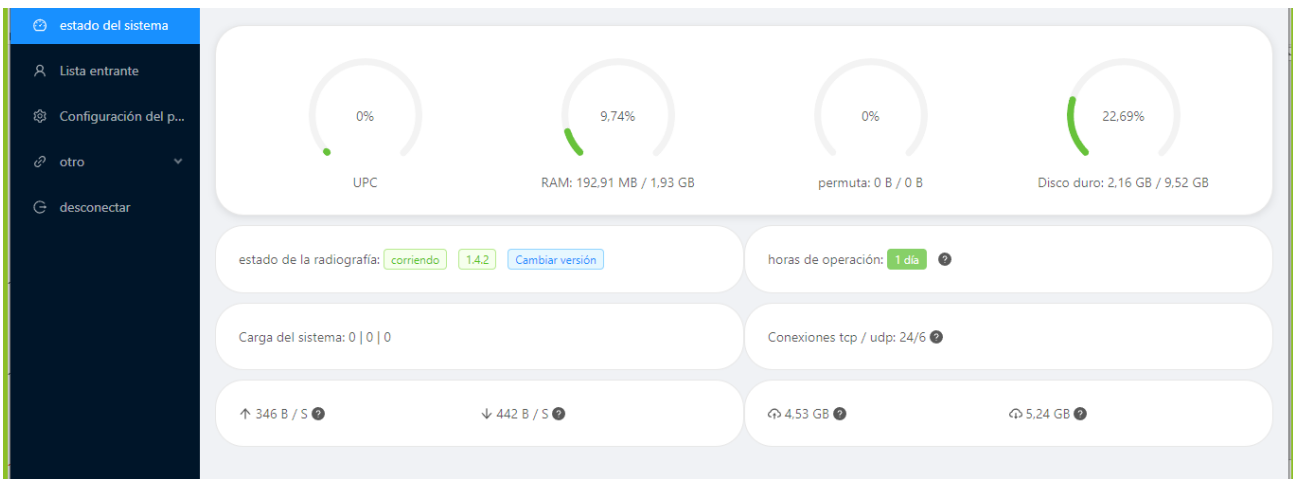 estado del sistema
Lista entrante
Configuración del p...
otro
desconectar
0%
9.74%
0%
22,69%
UPC
RAM: 192,91 MB / 1,93 GB
permuta: 0 B / 0 B
Disco duro: 2,16 GB / 9,52 GB
estado de la radiografía: corriendo 1.4.2 Cambiar versión
horas de operación: 1 día ?
Carga del sistema: 0 | 0 | 0
Conexiones tcp / udp: 24/6 ?
↑ 346 B / S ? ↓ 442 B / S ?
4,53 GB ? 5,24 GB ?